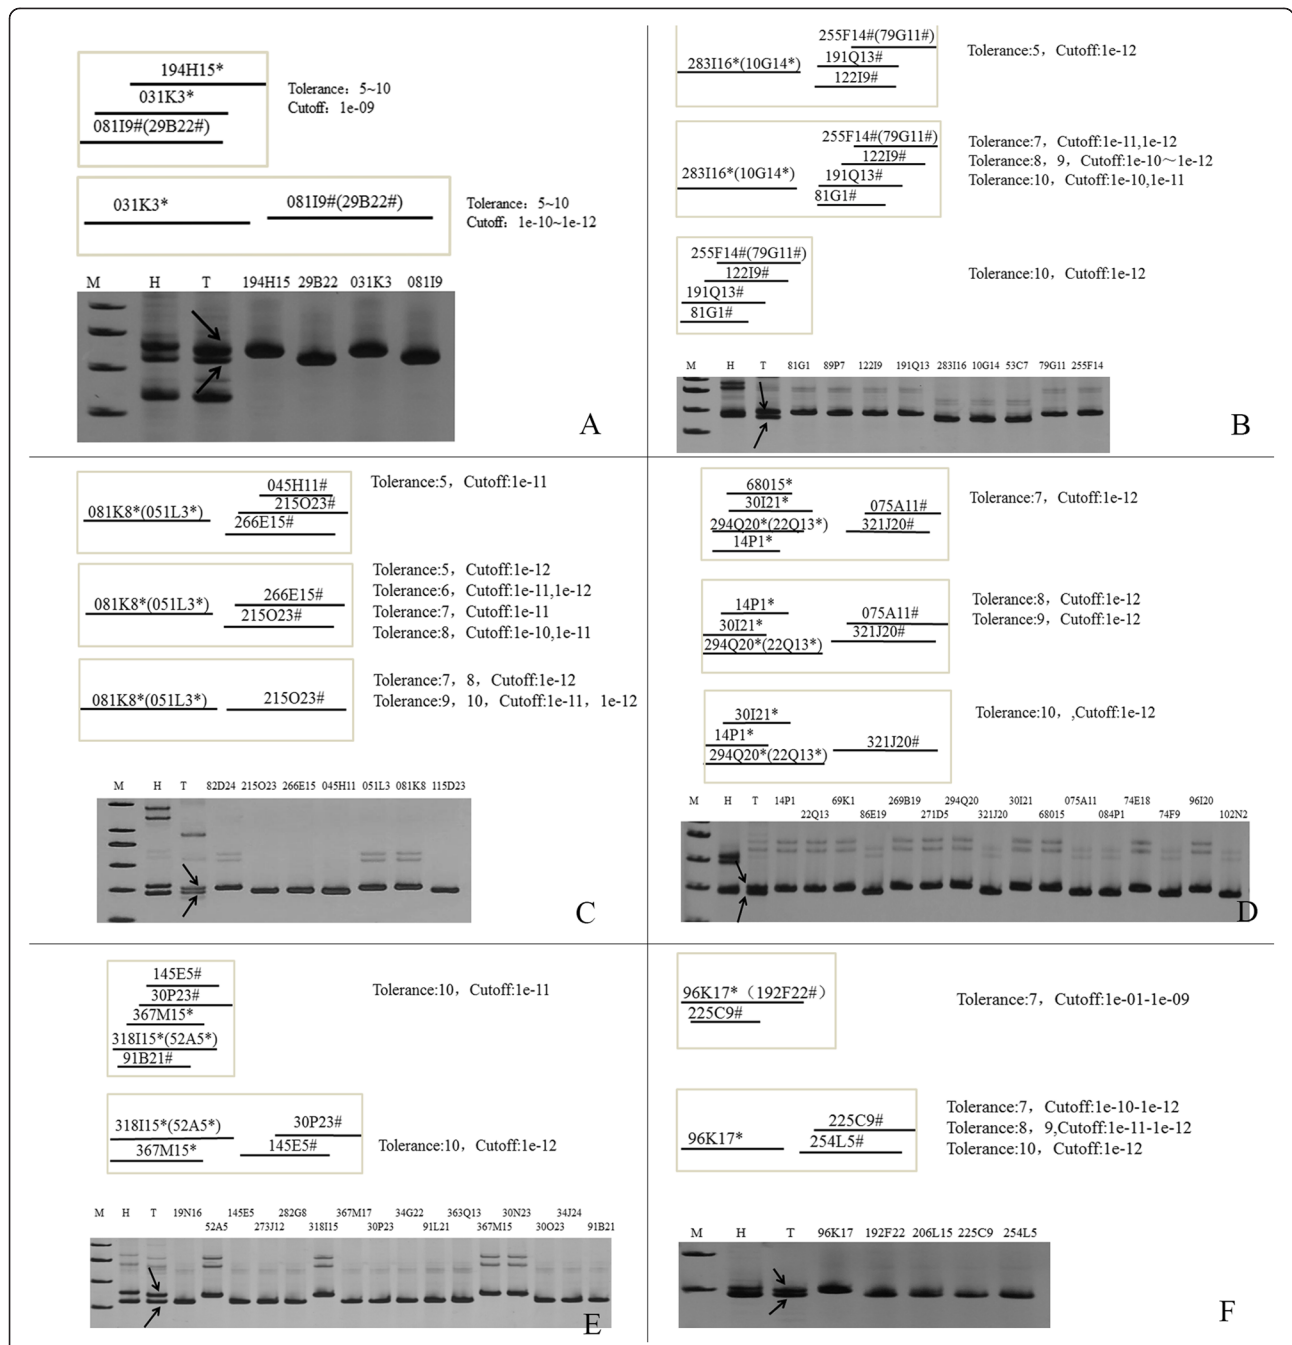 194H15*
031K3*
081I9#(29B22#)
Tolerance: 5~10
Cutoff: 1e-09
031K3*
081I9#(29B22#)
Tolerance: 5~10
Cutoff: 1e-10~1e-12
M H T 194H15 29B22 031K3 081I9
A
255F14#(79G11#)
283I16*(10G14*)
191Q13#
122I9#
Tolerance:5, Cutoff:1e-12
255F14#(79G11#)
122I9#
283I16*(10G14*)
191Q13#
81G1#
Tolerance:7, Cutoff:1e-11,1e-12
Tolerance:8, 9, Cutoff:1e-10~1e-12
Tolerance:10, Cutoff:1e-10,1e-11
255F14#(79G11#)
122I9#
191Q13#
81G1#
Tolerance:10, Cutoff:1e-12
M H T 81G1 89P7 122I9 191Q13 283I16 10G14 53C7 79G11 255F14
B
045H11#
215O23#
081K8*(051L3*)
266E15#
Tolerance:5, Cutoff:1e-11
266E15#
081K8*(051L3*)
215O23#
Tolerance:5, Cutoff:1e-12
Tolerance:6, Cutoff:1e-11,1e-12
Tolerance:7, Cutoff:1e-11
Tolerance:8, Cutoff:1e-10,1e-11
081K8*(051L3*)
215O23#
Tolerance:7, 8, Cutoff:1e-12
Tolerance:9, 10, Cutoff:1e-11, 1e-12
M H T 82D24 215O23 266E15 045H11 051L3 081K8 115D23
C
68015*
30I21*
075A11#
294Q20*(22Q13*)
321J20#
14P1*
Tolerance:7, Cutoff:1e-12
14P1*
075A11#
30I21*
321J20#
294Q20*(22Q13*)
Tolerance:8, Cutoff:1e-12
Tolerance:9, Cutoff:1e-12
30I21*
14P1*
321J20#
294Q20*(22Q13*)
Tolerance:10, ,Cutoff:1e-12
M H T 14P1 69K1 269B19 294Q20 30I21 075A11 74E18 96I20
22Q13 86E19 271D5 321J20 68015 084P1 74F9 102N2
D
145E5#
30P23#
367M15*
318I15*(52A5*)
91B21#
Tolerance:10, Cutoff:1e-11
318I15*(52A5*)
30P23#
367M15*
145E5#
Tolerance:10, Cutoff:1e-12
M H T 19N16 145E5 282G8 367M17 34G22 363Q13 30N23 34J24
52A5 273J12 318I15 30P23 91L21 367M15 30O23 91B21
E
96K17*(192F22#)
225C9#
Tolerance:7, Cutoff:1e-01-1e-09
225C9#
96K17*
254L5#
Tolerance:7, Cutoff:1e-10-1e-12
Tolerance:8, 9,Cutoff:1e-11-1e-12
Tolerance:10, Cutoff:1e-12
M H T 96K17 192F22 206L15 225C9 254L5
F